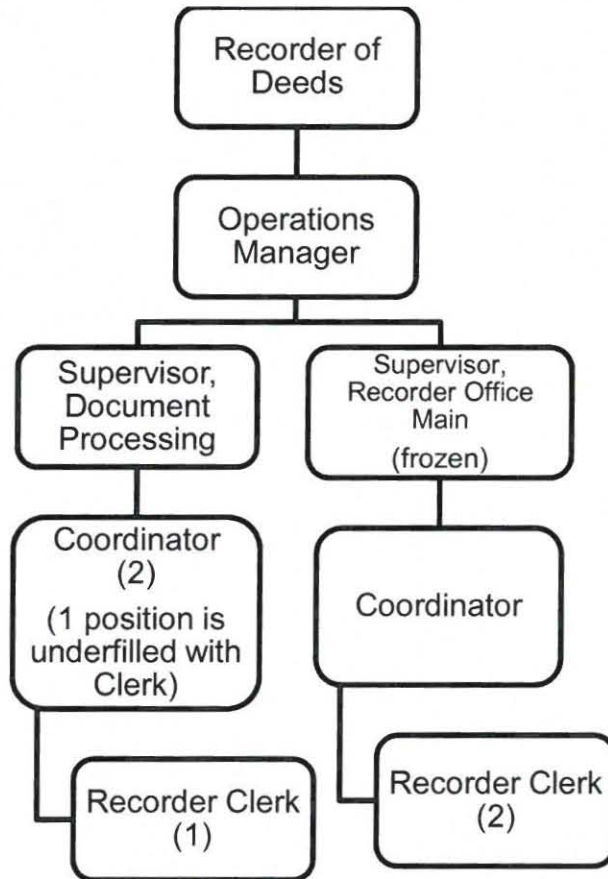 Recorder of
Deeds
Operations
Manager
Supervisor,
Document
Processing
Supervisor,
Recorder Office
Main
(frozen)
Coordinator
(2)
(1 position is
underfilled with
Clerk)
Coordinator
Recorder Clerk
(1)
Recorder Clerk
(2)